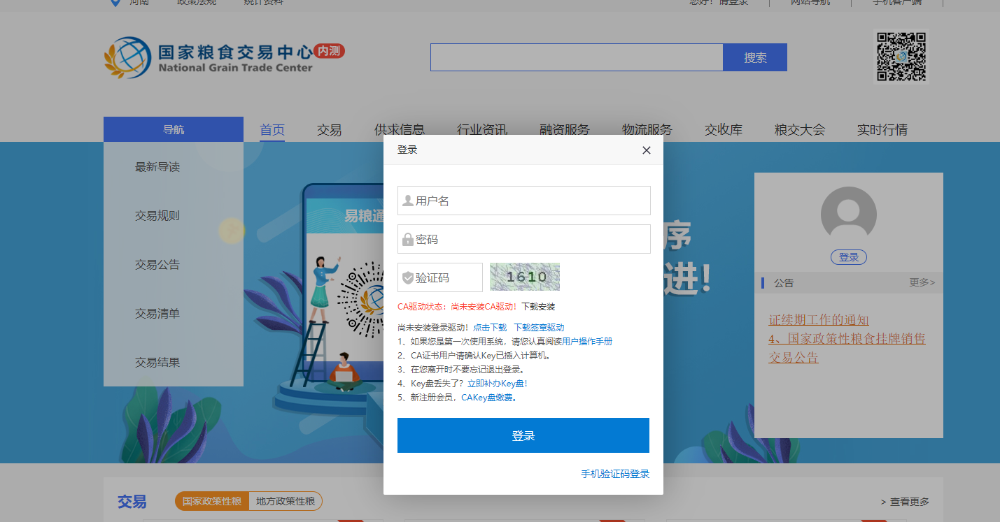 河南 政策法规 统计资料 您好！请登录 网站导航 手机客户端
国家粮食交易中心 内测
National Grain Trade Center
搜索
导航 首页 交易 供求信息 行业资讯 融资服务 物流服务 交收库 粮交大会 实时行情
最新导读
交易规则
交易公告
交易清单
交易结果
易粮通
序
进！
登录
用户名
密码
验证码 1610
CA驱动状态：尚未安装CA驱动！下载安装
尚未安装登录驱动！点击下载 下载签章驱动
1、如果您是第一次使用系统，请您认真阅读用户操作手册
2、CA证书用户请确认Key已插入计算机。
3、在您离开时不要忘记退出登录。
4、Key盘丢失了？立即补办Key盘！
5、新注册会员，CAKey盘缴费。
登录
手机验证码登录
登录
公告 更多>
证续期工作的通知
4、国家政策性粮食挂牌销售
交易公告
交易 国家政策性粮 地方政策性粮 > 查看更多